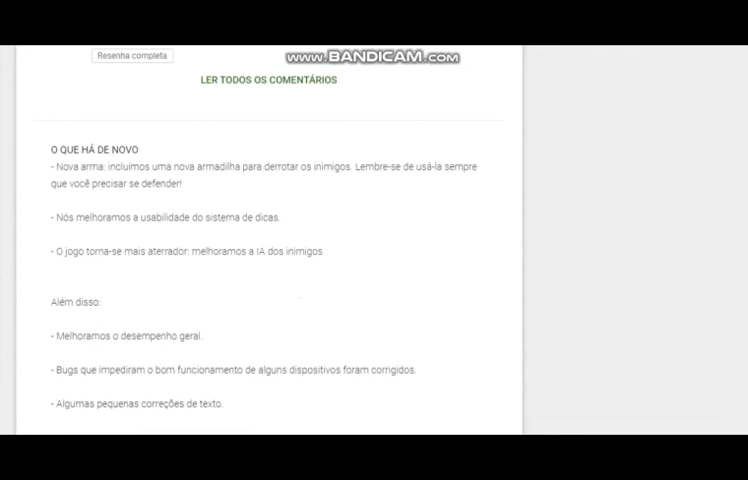 Resenha completa
www.BANDICAM.com
LER TODOS OS COMENTÁRIOS
O QUE HÁ DE NOVO
- Nova arma: incluímos uma nova armadilha para derrotar os inimigos. Lembre-se de usá-la sempre
que você precisar se defender!
- Nós melhoramos a usabilidade do sistema de dicas.
- O jogo torna-se mais aterrador: melhoramos a IA dos inimigos
Além disso:
- Melhoramos o desempenho geral.
- Bugs que impediram o bom funcionamento de alguns dispositivos foram corrigidos.
- Algumas pequenas correções de texto.